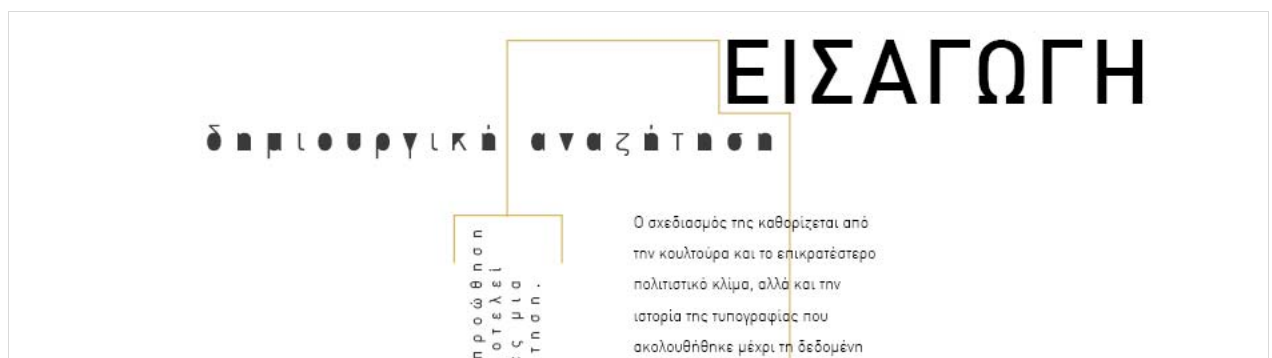 ΕΙΣΑΓΩΓΗ
δημιουργική αναζήτηση
Ο σχεδιασμός της καθορίζεται από
την κουλτούρα και το επικρατέστερο
πολιτιστικό κλίμα, αλλά και την
ιστορία της τυπογραφίας που
ακολουθήθηκε μέχρι τη δεδομένη
μια